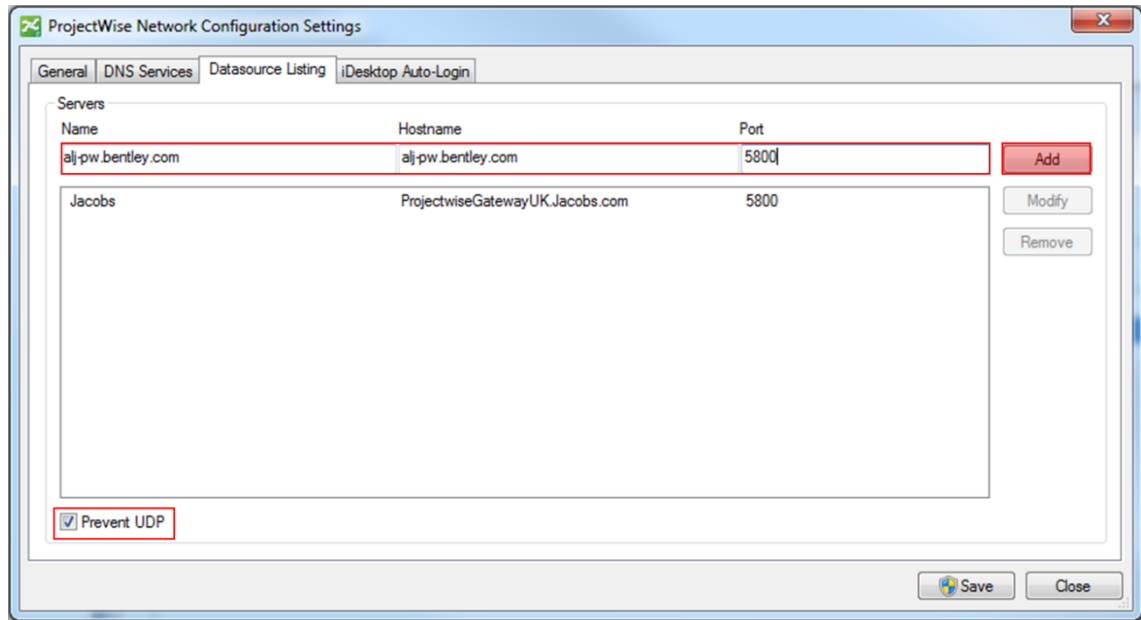 ProjectWise Network Configuration Settings
General DNS Services Datasource Listing iDesktop Auto-Login
Servers
Name Hostname Port
alj-pw.bentley.com alj-pw.bentley.com 5800
Add
Jacobs ProjectwiseGatewayUK.Jacobs.com 5800
Modify
Remove
Prevent UDP
Save Close